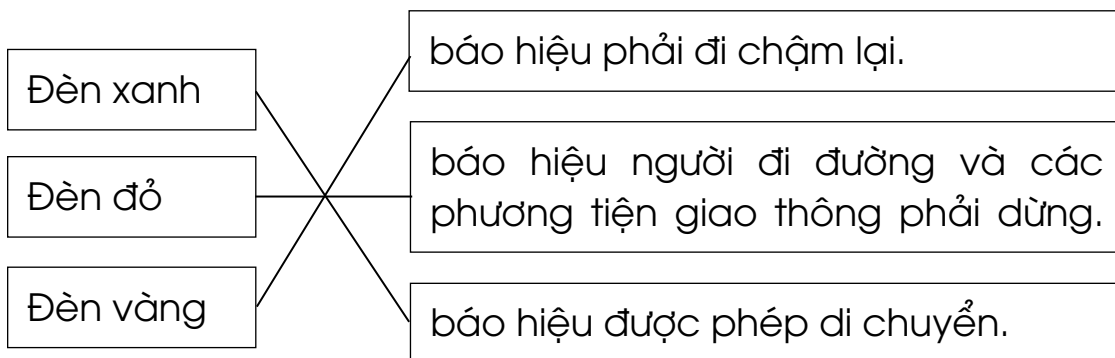 Đèn xanh
Đèn đỏ
Đèn vàng
báo hiệu phải đi chậm lại.
báo hiệu người đi đường và các
phương tiện giao thông phải dừng.
báo hiệu được phép di chuyển.